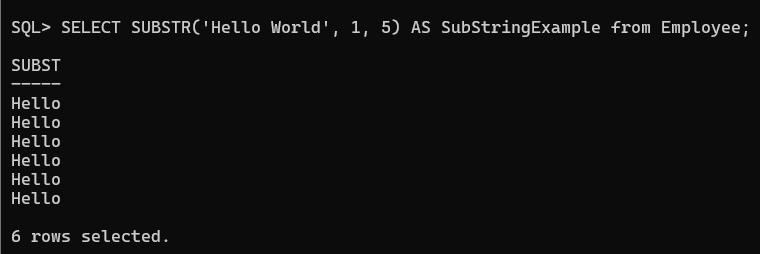 SQL> SELECT SUBSTR('Hello World', 1, 5) AS SubStringExample from Employee;
SUBST
-----
Hello
Hello
Hello
Hello
Hello
Hello
6 rows selected.